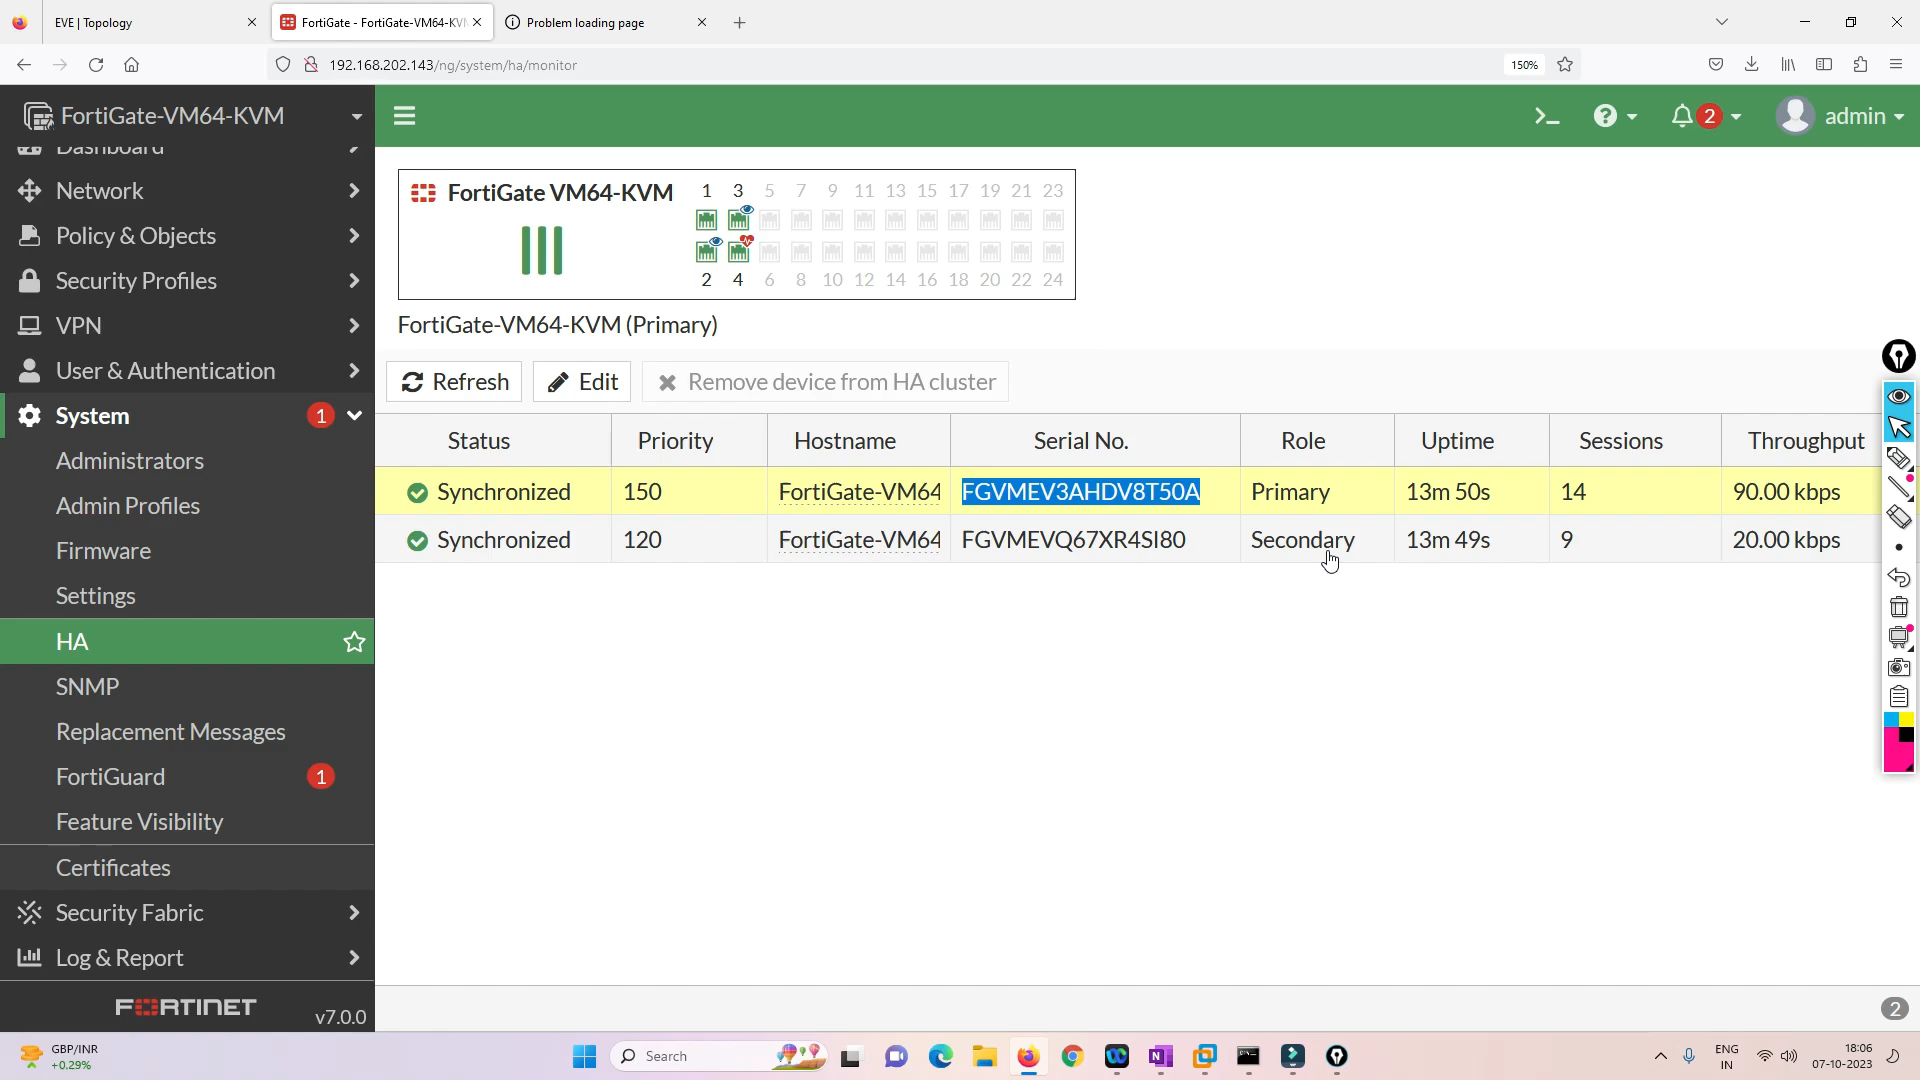 EVE | Topology
FortiGate - FortiGate-VM64-KVM
Problem loading page
192.168.202.143/ng/system/ha/monitor
150%
FortiGate-VM64-KVM
2
admin
Dashboard
Network
Policy & Objects
Security Profiles
VPN
User & Authentication
System 1
Administrators
Admin Profiles
Firmware
Settings
HA
SNMP
Replacement Messages
FortiGuard 1
Feature Visibility
Certificates
Security Fabric
Log & Report
FORTINET v7.0.0
FortiGate VM64-KVM
1 3 5 7 9 11 13 15 17 19 21 23
2 4 6 8 10 12 14 16 18 20 22 24
FortiGate-VM64-KVM (Primary)
Refresh Edit Remove device from HA cluster
Status Priority Hostname Serial No. Role Uptime Sessions Throughput
Synchronized 150 FortiGate-VM64 FGVMEV3AHDV8T50A Primary 13m 50s 14 90.00 kbps
Synchronized 120 FortiGate-VM64 FGVMEVQ67XR4SI80 Secondary 13m 49s 9 20.00 kbps
2
GBP/INR
+0.29%
Search
ENG
IN
18:06
07-10-2023